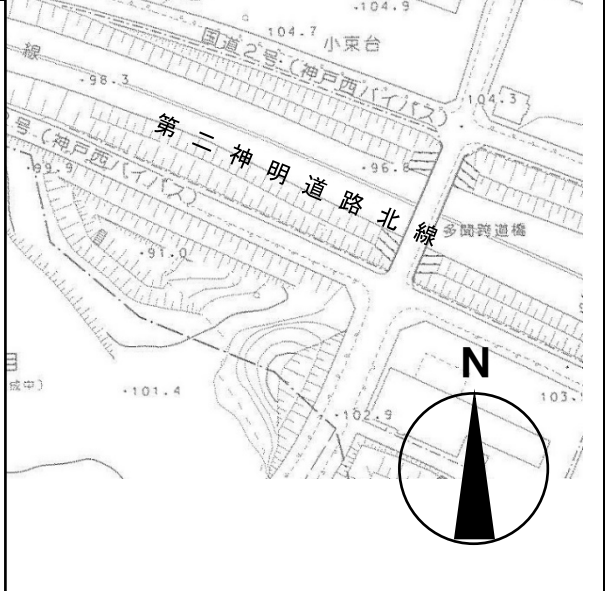 104.9
104.7
小束台
国道2号(神戸西バイパス)
線
98.3
104.3
第二神明道路北線
96.8
号(神戸西バイパス)
99.9
多聞跨道橋
91.0
N
101.4
成中)
102.9
103.